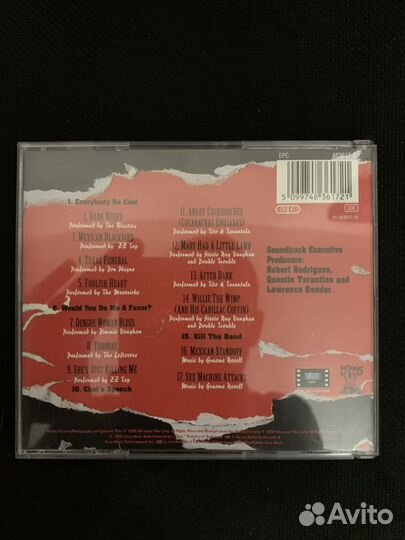 EPC
5 099748 361721
1. Everybody Be Cool
2. Dark Night
Performed by The Blasters
3. Mexican Blackbird
Performed by ZZ Top
4. Texas Funeral
Performed by Jon Wayne
5. Foolish Heart
Performed by The Mavericks
6. Would You Do Me A Favor?
7. Dengue Woman Blues
Performed by Jimmie Vaughan
8. Torquay
Performed by The Leftovers
9. She's Just Killing Me
Performed by ZZ Top
10. Chet's Speech
11. Angry Cockroaches
(Cucarachas Enojadas)
Performed by Tito & Tarantula
12. Mary Had A Little Lamb
Performed by Stevie Ray Vaughan
and Double Trouble
13. After Dark
Performed by Tito & Tarantula
14. Willie The Wimp
(And His Cadillac Coffin)
Performed by Stevie Ray Vaughan
and Double Trouble
15. Kill The Band
16. Mexican Standoff
Music by Graeme Revell
17. Sex Machine Attacks
Music by Graeme Revell
Soundtrack Executive
Producers:
Robert Rodriguez,
Quentin Tarantino and
Lawrence Bender
Avito